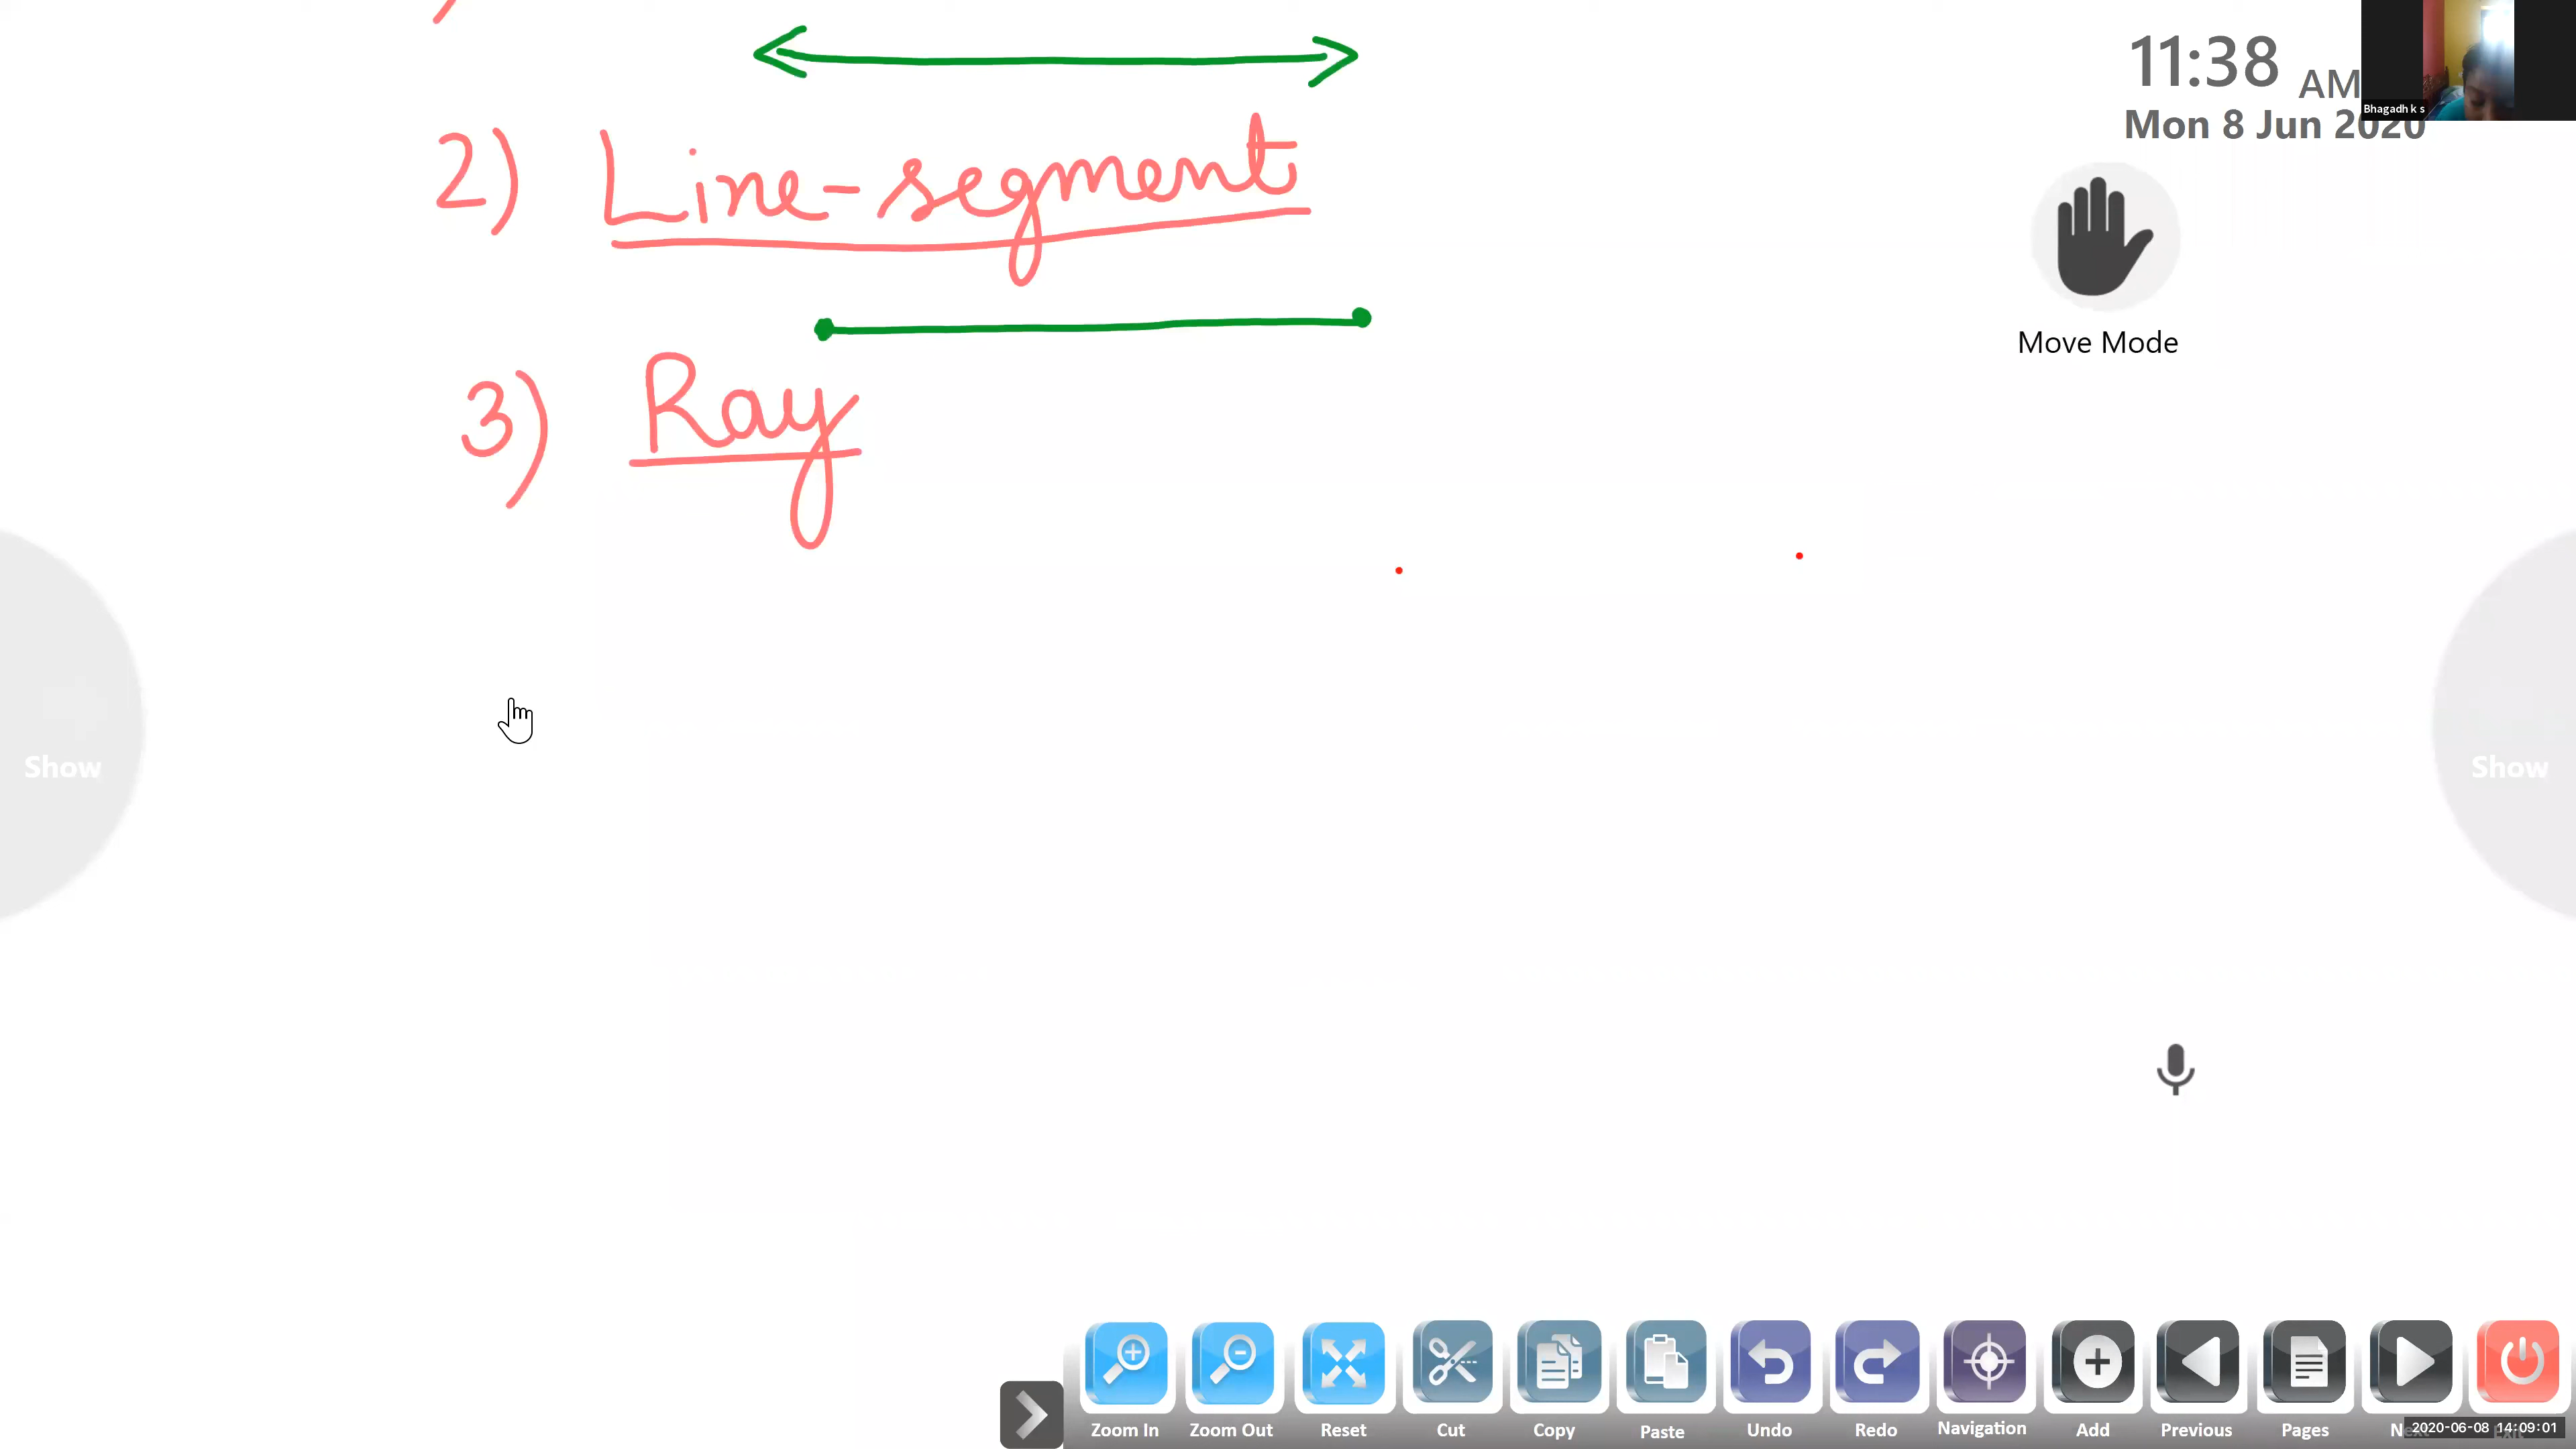 11:38 AM
Bhagadh k s
Mon 8 Jun 2020
2) Line-segment
Move Mode
3) Ray
Show
Show
Zoom In Zoom Out Reset Cut Copy Paste Undo Redo Navigation Add Previous Pages
2020-06-08 14:09:01